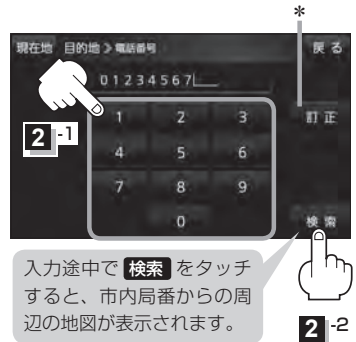 *
現在地 目的地 》電話番号 戻る
01234567
1 2 3 訂正
2-1
4 5 6
7 8 9
0 検索
入力途中で 検索 をタッチ
すると、市内局番からの周
辺の地図が表示されます。
2-2